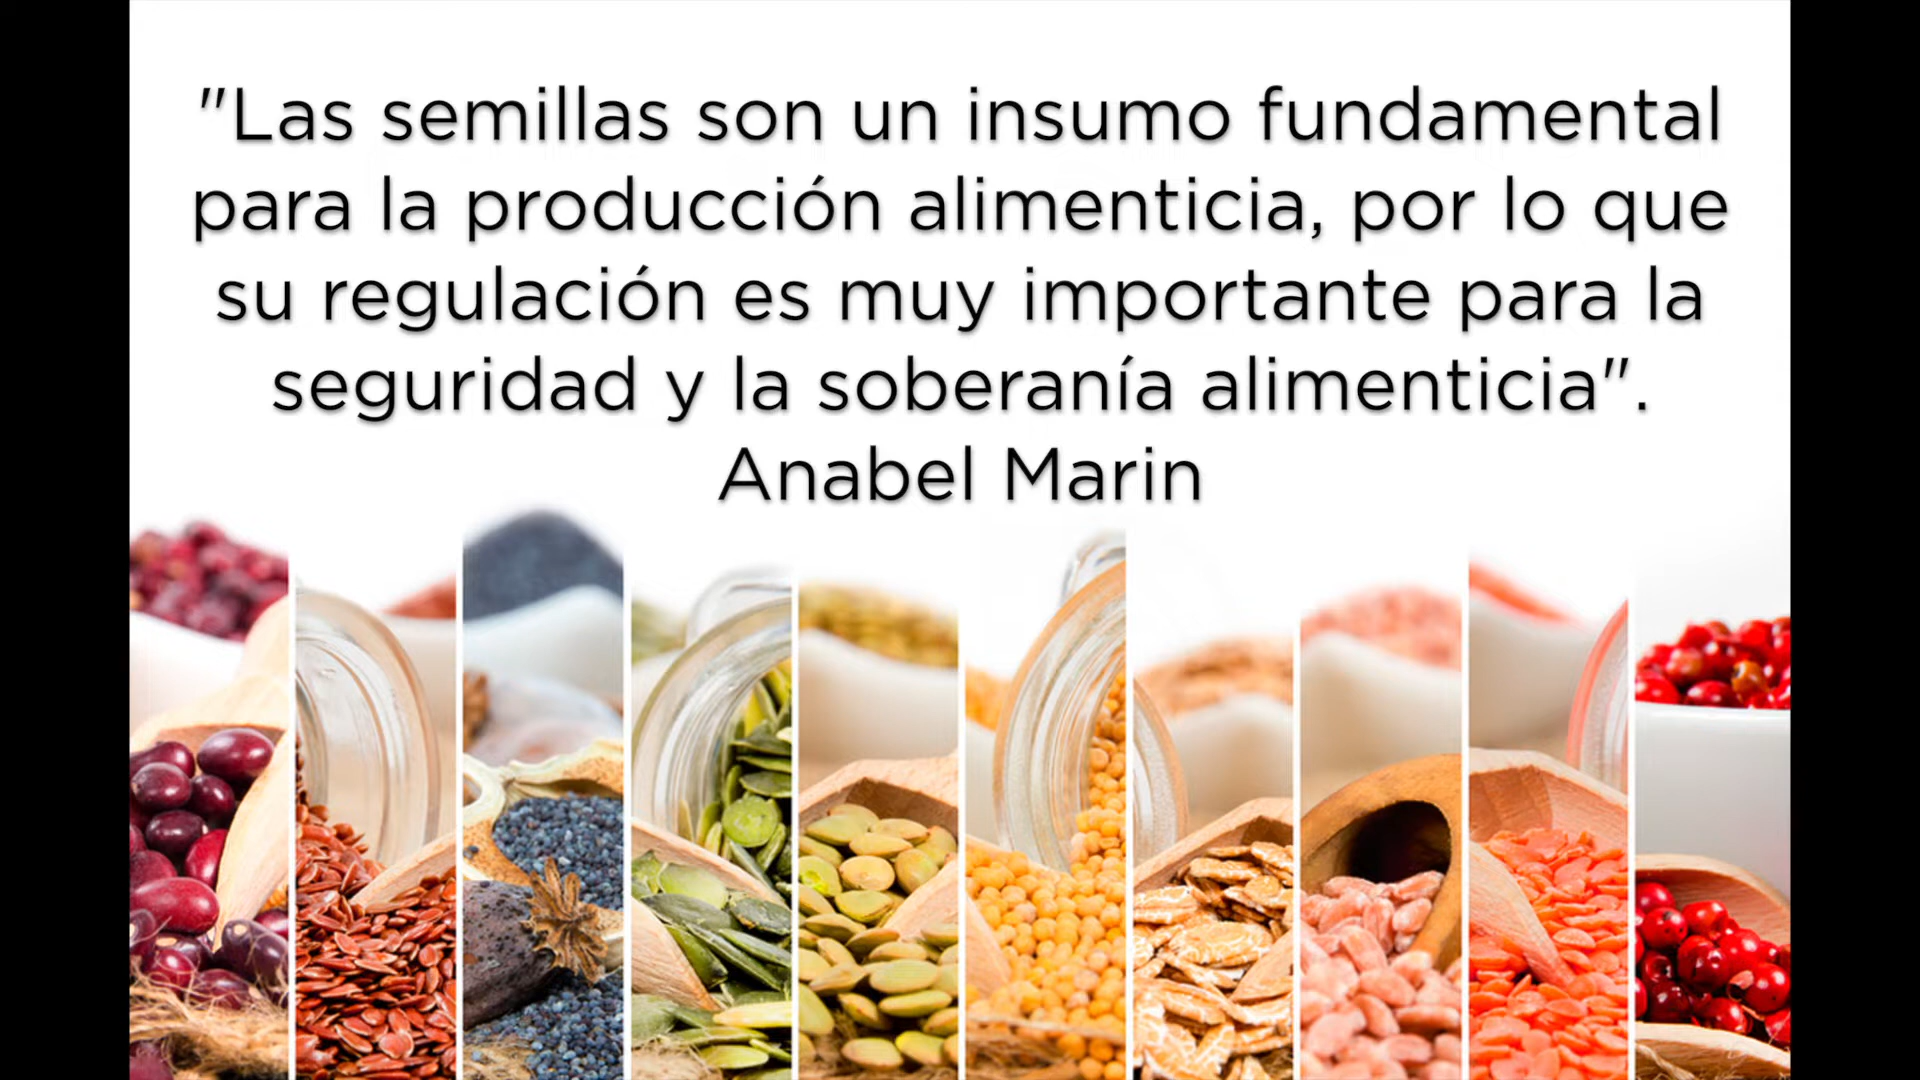 "Las semillas son un insumo fundamental
para la producción alimenticia, por lo que
su regulación es muy importante para la
seguridad y la soberanía alimenticia".
Anabel Marin